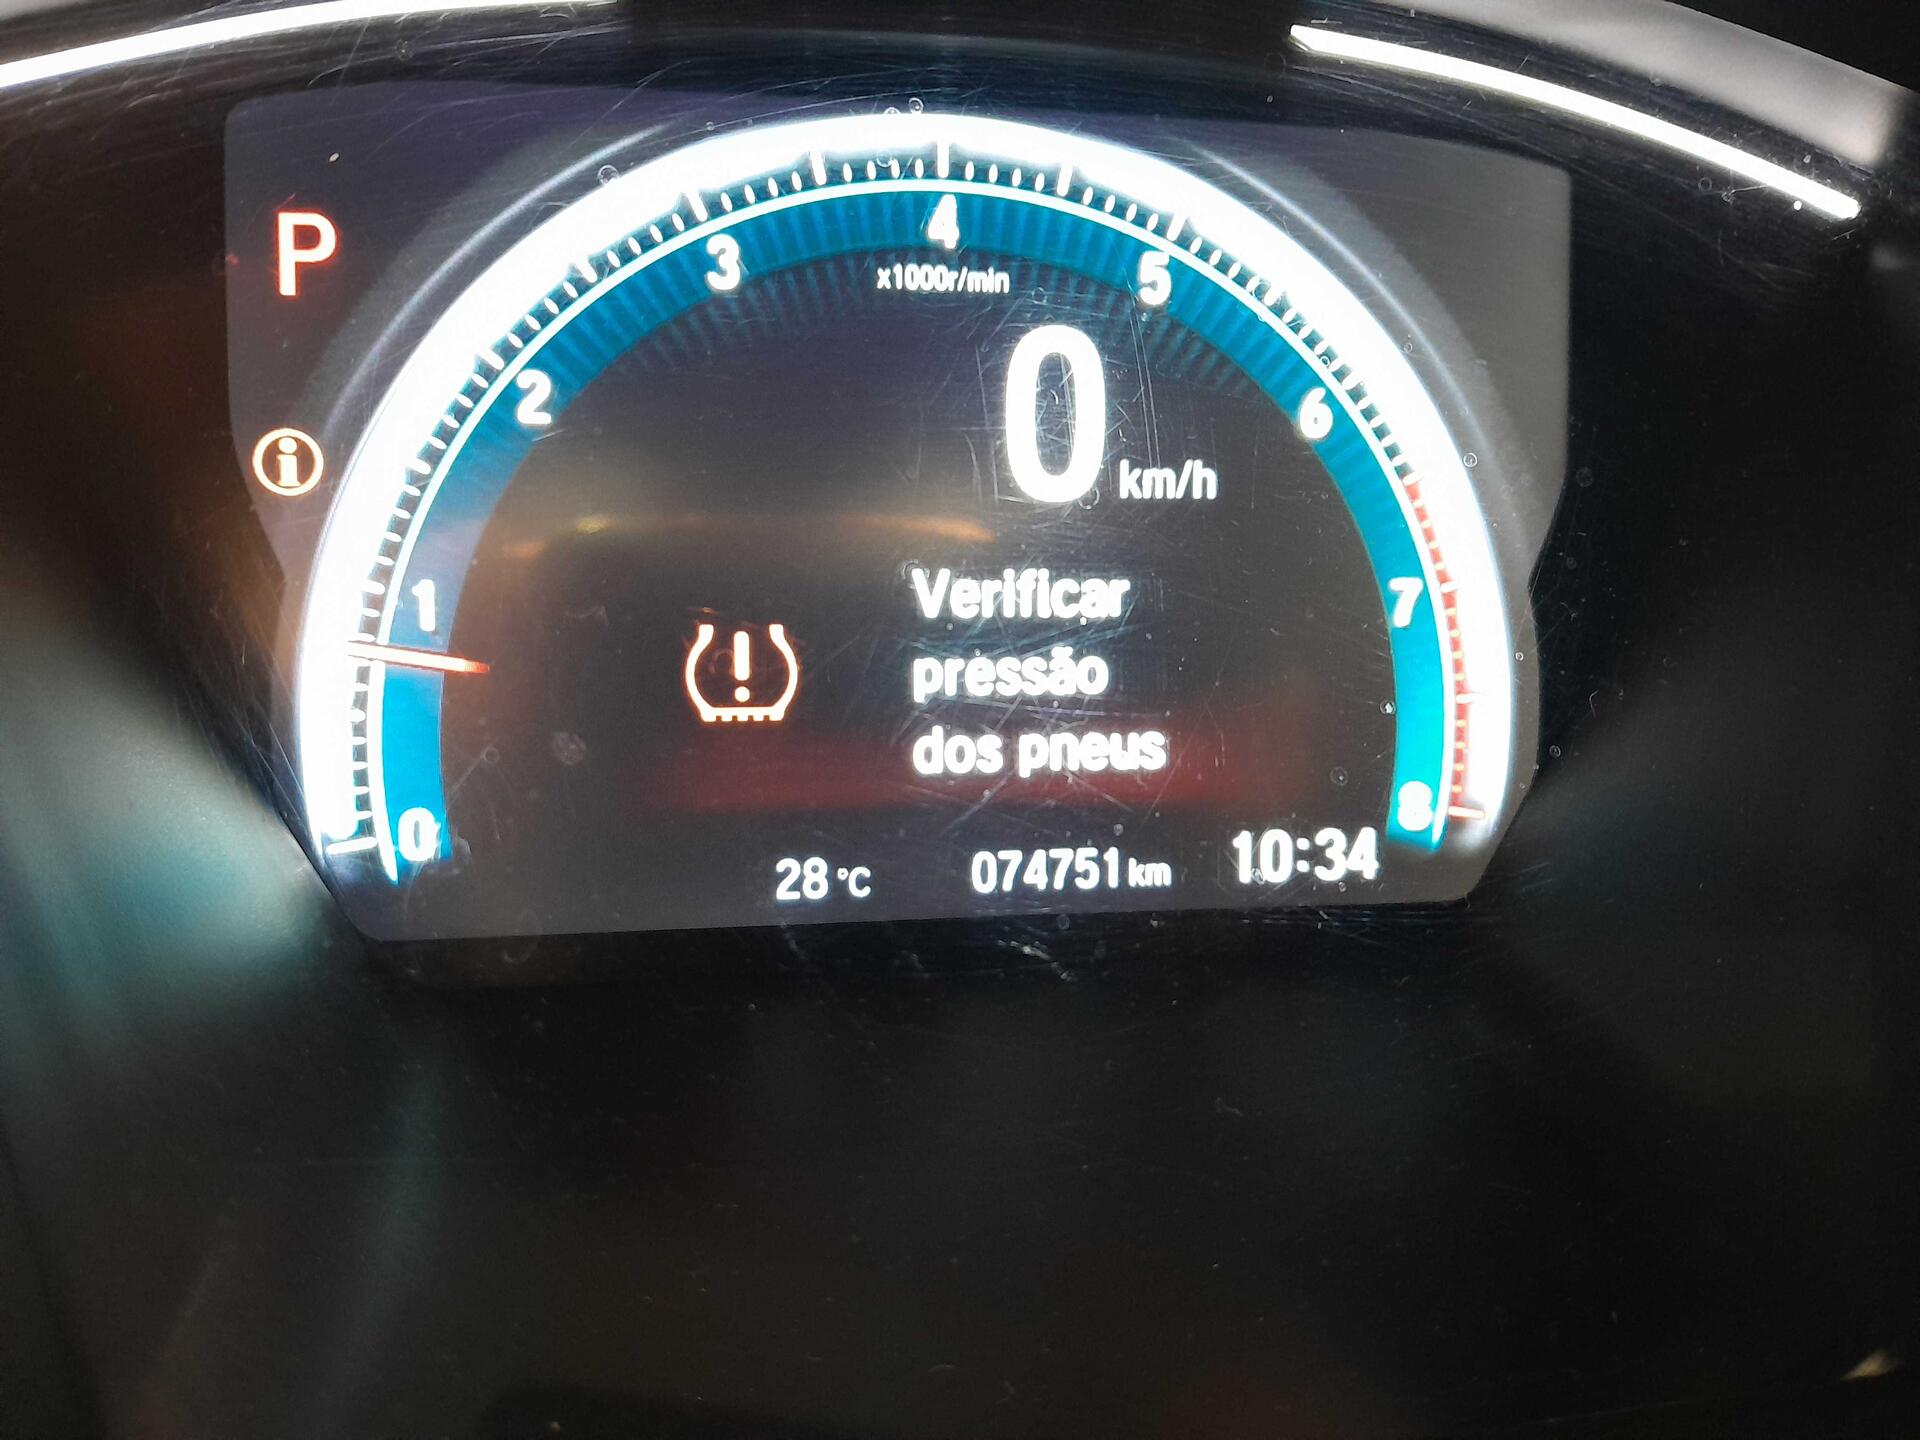 P
4
3
5
x1000r/min
0
2
6
km/h
i
1
7
Verificar
pressão
dos pneus
0
8
28 °C
074751 km
10:34